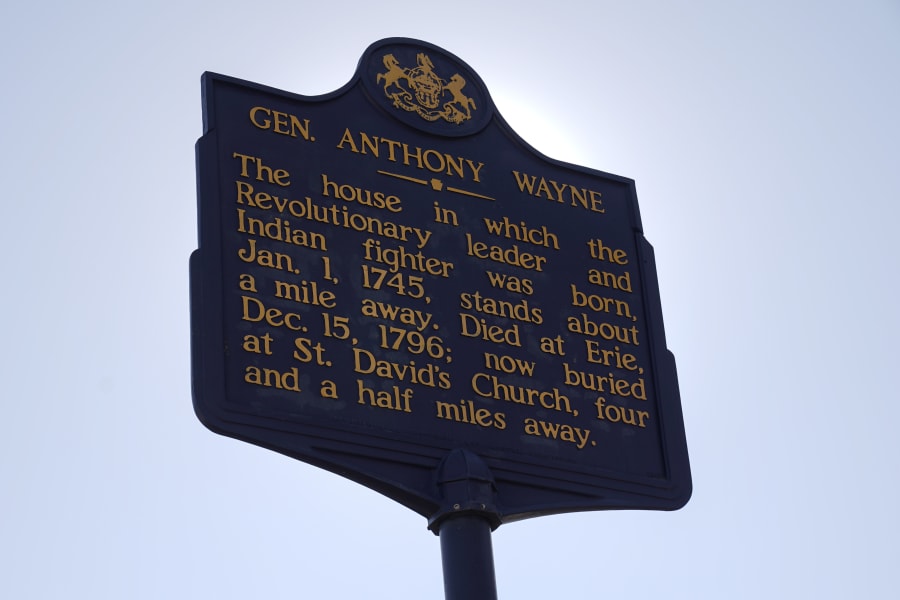 GEN. ANTHONY WAYNE
The house in which the
Revolutionary leader and
Indian fighter was born,
Jan. 1, 1745, stands about
a mile away. Died at Erie,
Dec. 15, 1796; now buried
at St. David's Church, four
and a half miles away.